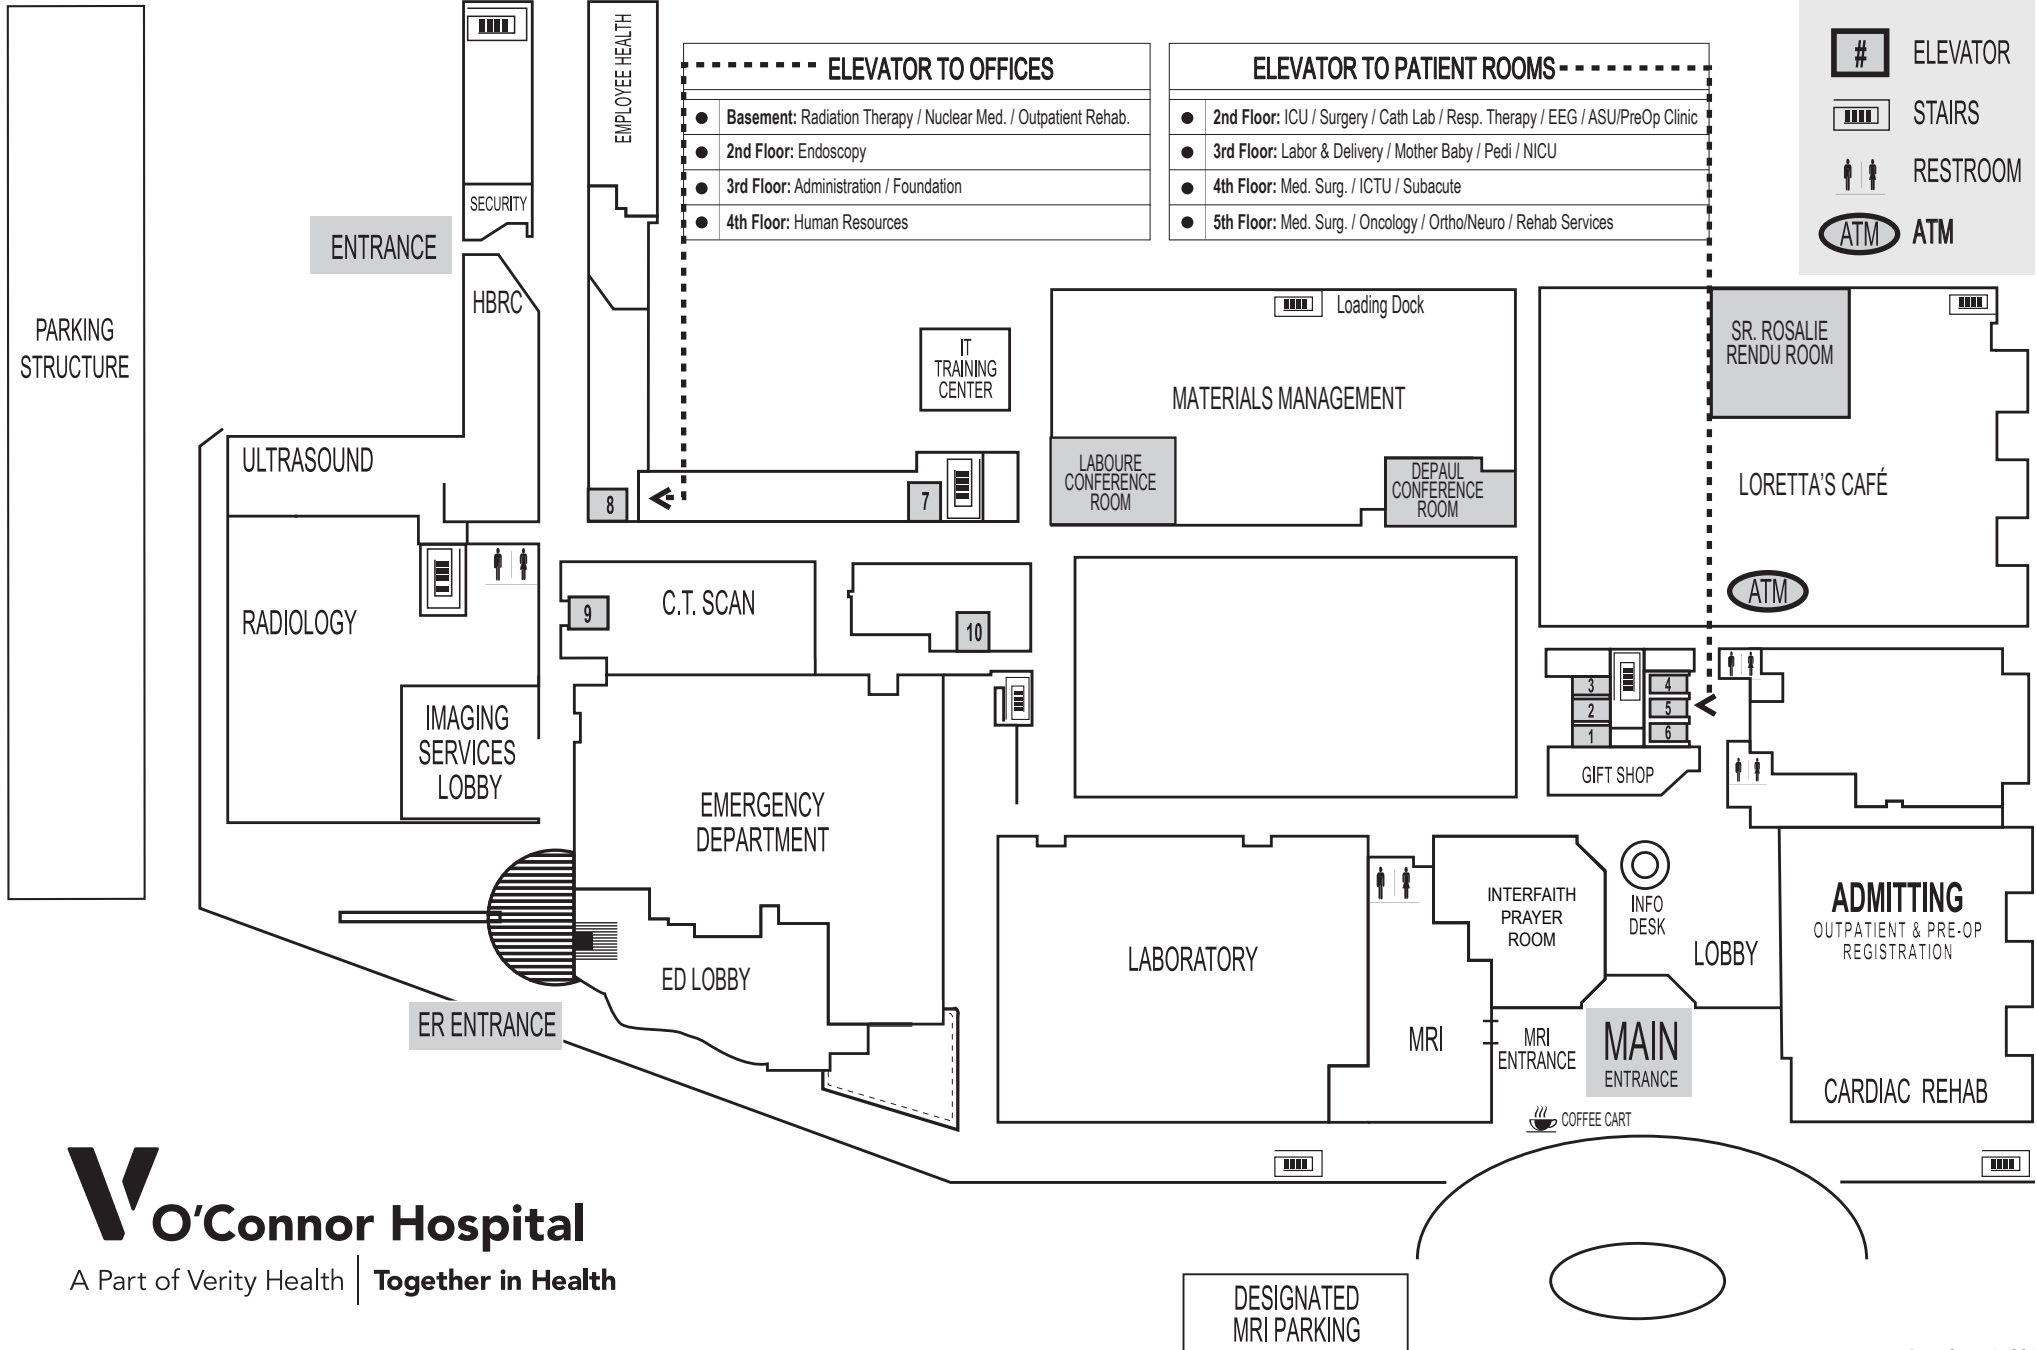 EMPLOYEE HEALTH
ELEVATOR TO OFFICES
Basement: Radiation Therapy / Nuclear Med. / Outpatient Rehab.
2nd Floor: Endoscopy
3rd Floor: Administration / Foundation
4th Floor: Human Resources
ELEVATOR TO PATIENT ROOMS
2nd Floor: ICU / Surgery / Cath Lab / Resp. Therapy / EEG / ASU/PreOp Clinic
3rd Floor: Labor & Delivery / Mother Baby / Pedi / NICU
4th Floor: Med. Surg. / ICTU / Subacute
5th Floor: Med. Surg. / Oncology / Ortho/Neuro / Rehab Services
# ELEVATOR
STAIRS
RESTROOM
ATM ATM
SECURITY
ENTRANCE
HBRC
PARKING
STRUCTURE
IT
TRAINING
CENTER
Loading Dock
MATERIALS MANAGEMENT
SR. ROSALIE
RENDU ROOM
ULTRASOUND
LABOURE
CONFERENCE
ROOM
DEPAUL
CONFERENCE
ROOM
LORETTA'S CAFÉ
8
7
RADIOLOGY
9
C.T. SCAN
10
ATM
IMAGING
SERVICES
LOBBY
3
2
1
4
5
6
GIFT SHOP
EMERGENCY
DEPARTMENT
LABORATORY
INTERFAITH
PRAYER
ROOM
INFO
DESK
LOBBY
ADMITTING
OUTPATIENT & PRE-OP
REGISTRATION
ED LOBBY
ER ENTRANCE
MRI
MRI
ENTRANCE
MAIN
ENTRANCE
CARDIAC REHAB
COFFEE CART
O'Connor Hospital
A Part of Verity Health | Together in Health
DESIGNATED
MRI PARKING